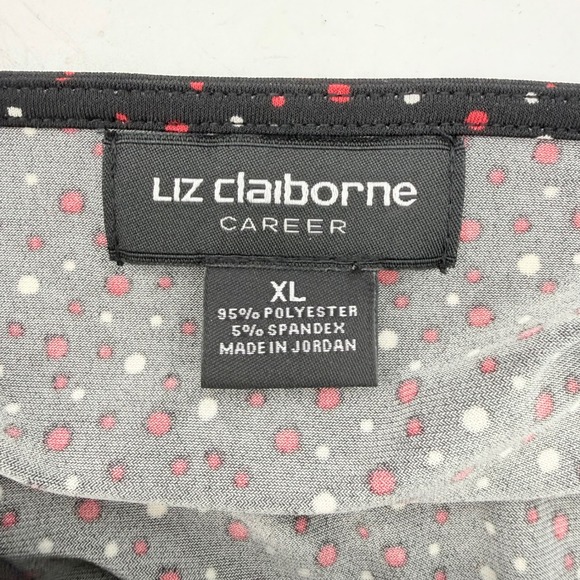 Liz claiborne
CAREER
XL
95% POLYESTER
5% SPANDEX
MADE IN JORDAN